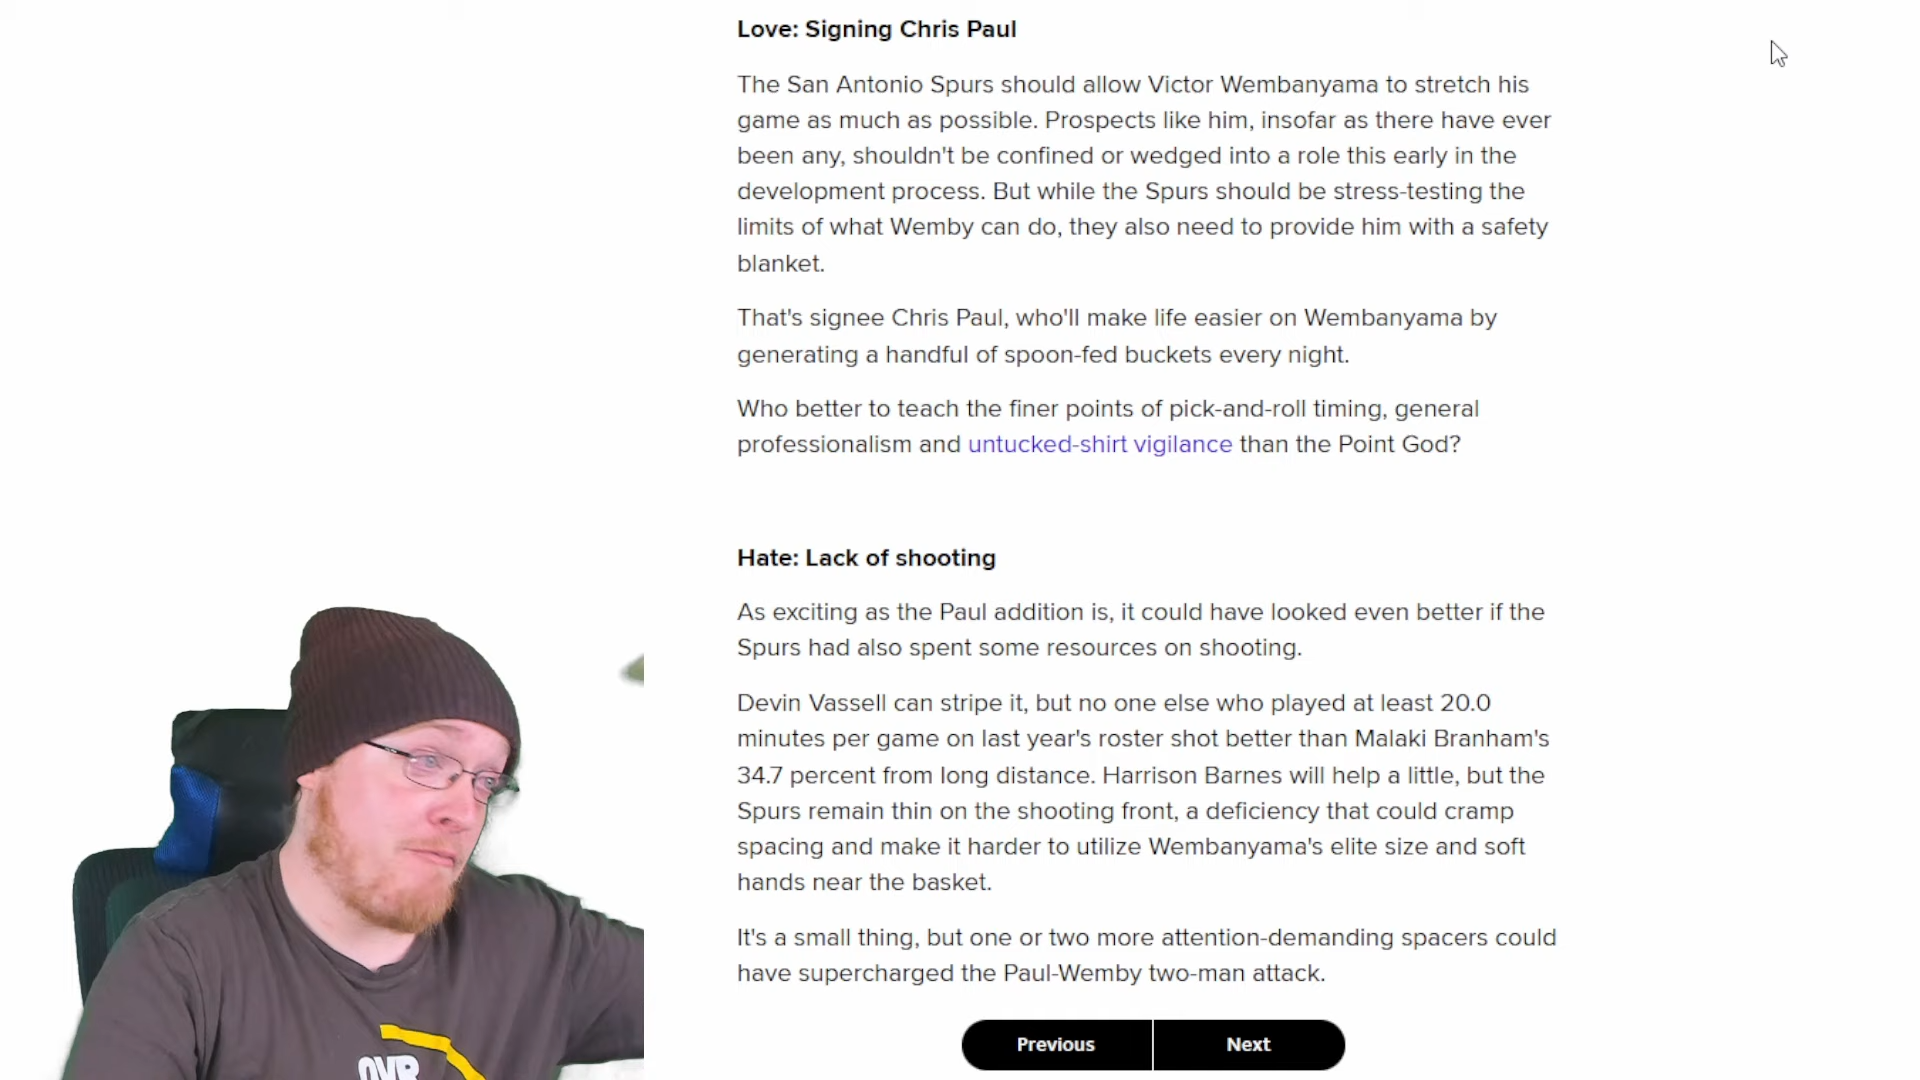 Love: Signing Chris Paul
The San Antonio Spurs should allow Victor Wembanyama to stretch his
game as much as possible. Prospects like him, insofar as there have ever
been any, shouldn't be confined or wedged into a role this early in the
development process. But while the Spurs should be stress-testing the
limits of what Wemby can do, they also need to provide him with a safety
blanket.
That's signee Chris Paul, who'll make life easier on Wembanyama by
generating a handful of spoon-fed buckets every night.
Who better to teach the finer points of pick-and-roll timing, general
professionalism and untucked-shirt vigilance than the Point God?
Hate: Lack of shooting
As exciting as the Paul addition is, it could have looked even better if the
Spurs had also spent some resources on shooting.
Devin Vassell can stripe it, but no one else who played at least 20.0
minutes per game on last year's roster shot better than Malaki Branham's
34.7 percent from long distance. Harrison Barnes will help a little, but the
Spurs remain thin on the shooting front, a deficiency that could cramp
spacing and make it harder to utilize Wembanyama's elite size and soft
hands near the basket.
It's a small thing, but one or two more attention-demanding spacers could
have supercharged the Paul-Wemby two-man attack.
Previous Next
OVR